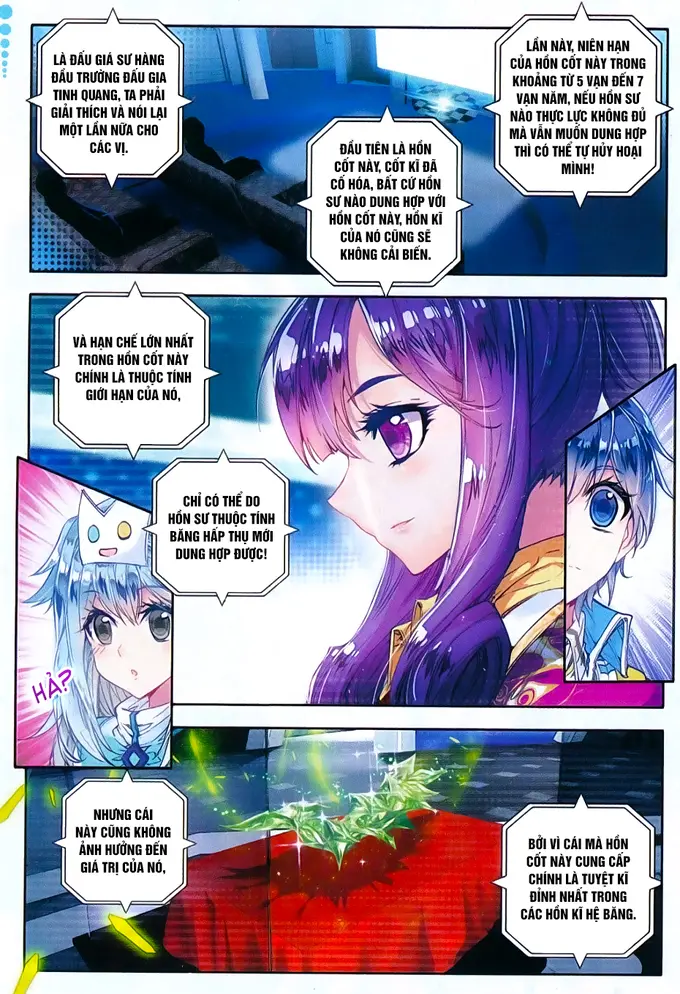 LÀ ĐẤU GIÁ SƯ HÀNG
ĐẦU TRƯỜNG ĐẤU GIA
TINH QUANG, TA PHẢI
GIẢI THÍCH VÀ NÓI LẠI
MỘT LẦN NỮA CHO
CÁC VỊ.
ĐẦU TIÊN LÀ HỒN
CỐT NÀY, CỐT KĨ ĐÃ
CỐ HÓA, BẤT CỨ HỒN
SƯ NÀO DUNG HỢP VỚI
HỒN CỐT NÀY, HỒN KĨ
CỦA NÓ CŨNG SẼ
KHÔNG CẢI BIẾN.
LẦN NÀY, NIÊN HẠN
CỦA HỒN CỐT NÀY TRONG
KHOẢNG TỪ 5 VẠN ĐẾN 7
VẠN NĂM, NẾU HỒN SƯ
NÀO THỰC LỰC KHÔNG ĐỦ
MÀ VẪN MUỐN DUNG HỢP
THÌ CÓ THỂ TỰ HỦY HOẠI
MÌNH!
VÀ HẠN CHẾ LỚN NHẤT
TRONG HỒN CỐT NÀY
CHÍNH LÀ THUỘC TÍNH
GIỚI HẠN CỦA NÓ,
CHỈ CÓ THỂ DO
HỒN SƯ THUỘC TÍNH
BĂNG HẤP THỤ MỚI
DUNG HỢP ĐƯỢC!
HẢ?
NHƯNG CÁI
NÀY CŨNG KHÔNG
ẢNH HƯỞNG ĐẾN
GIÁ TRỊ CỦA NÓ,
BỞI VÌ CÁI MÀ HỒN
CỐT NÀY CUNG CẤP
CHÍNH LÀ TUYỆT KĨ
ĐỈNH NHẤT TRONG
CÁC HỒN KĨ HỆ BĂNG.